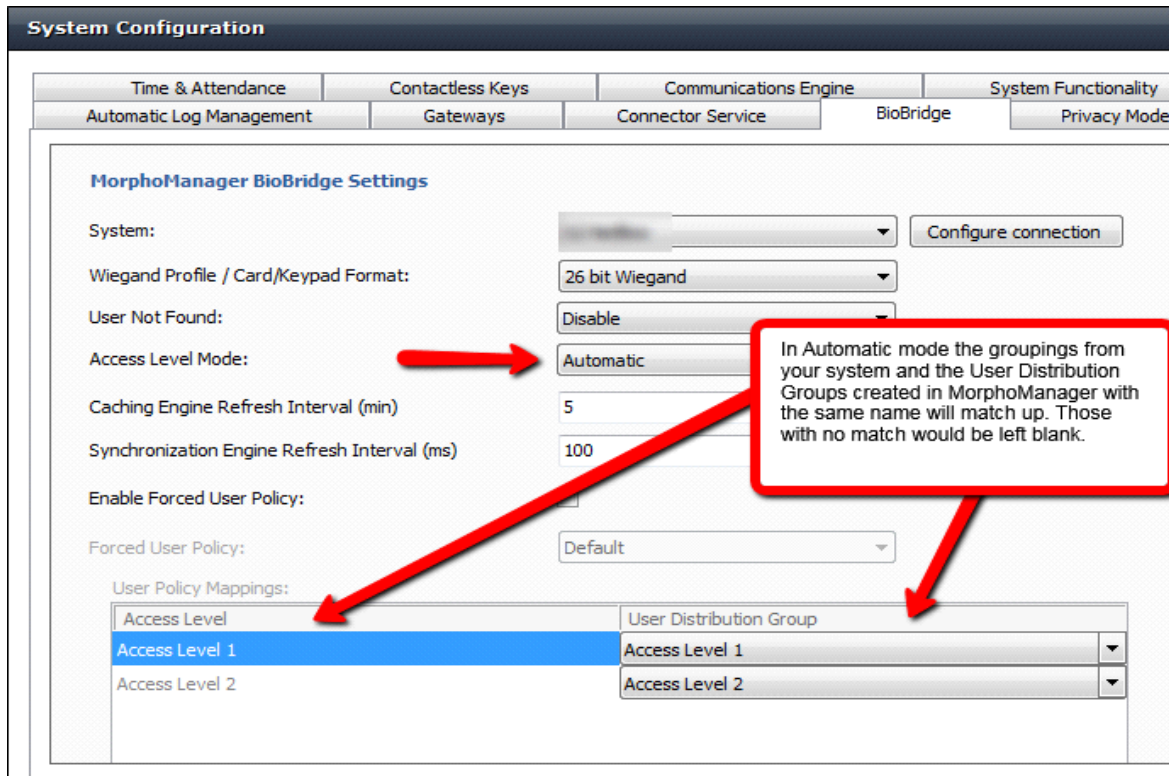 System Configuration
Time & Attendance
Contactless Keys
Communications Engine
System Functionality
Automatic Log Management
Gateways
Connector Service
BioBridge
Privacy Mode
MorphoManager BioBridge Settings
System:
Configure connection
Wiegand Profile / Card/Keypad Format:
26 bit Wiegand
User Not Found:
Disable
Access Level Mode:
Automatic
In Automatic mode the groupings from
your system and the User Distribution
Groups created in MorphoManager with
the same name will match up. Those
with no match would be left blank.
Caching Engine Refresh Interval (min)
5
Synchronization Engine Refresh Interval (ms)
100
Enable Forced User Policy:
Forced User Policy:
Default
User Policy Mappings:
Access Level
User Distribution Group
Access Level 1
Access Level 1
Access Level 2
Access Level 2